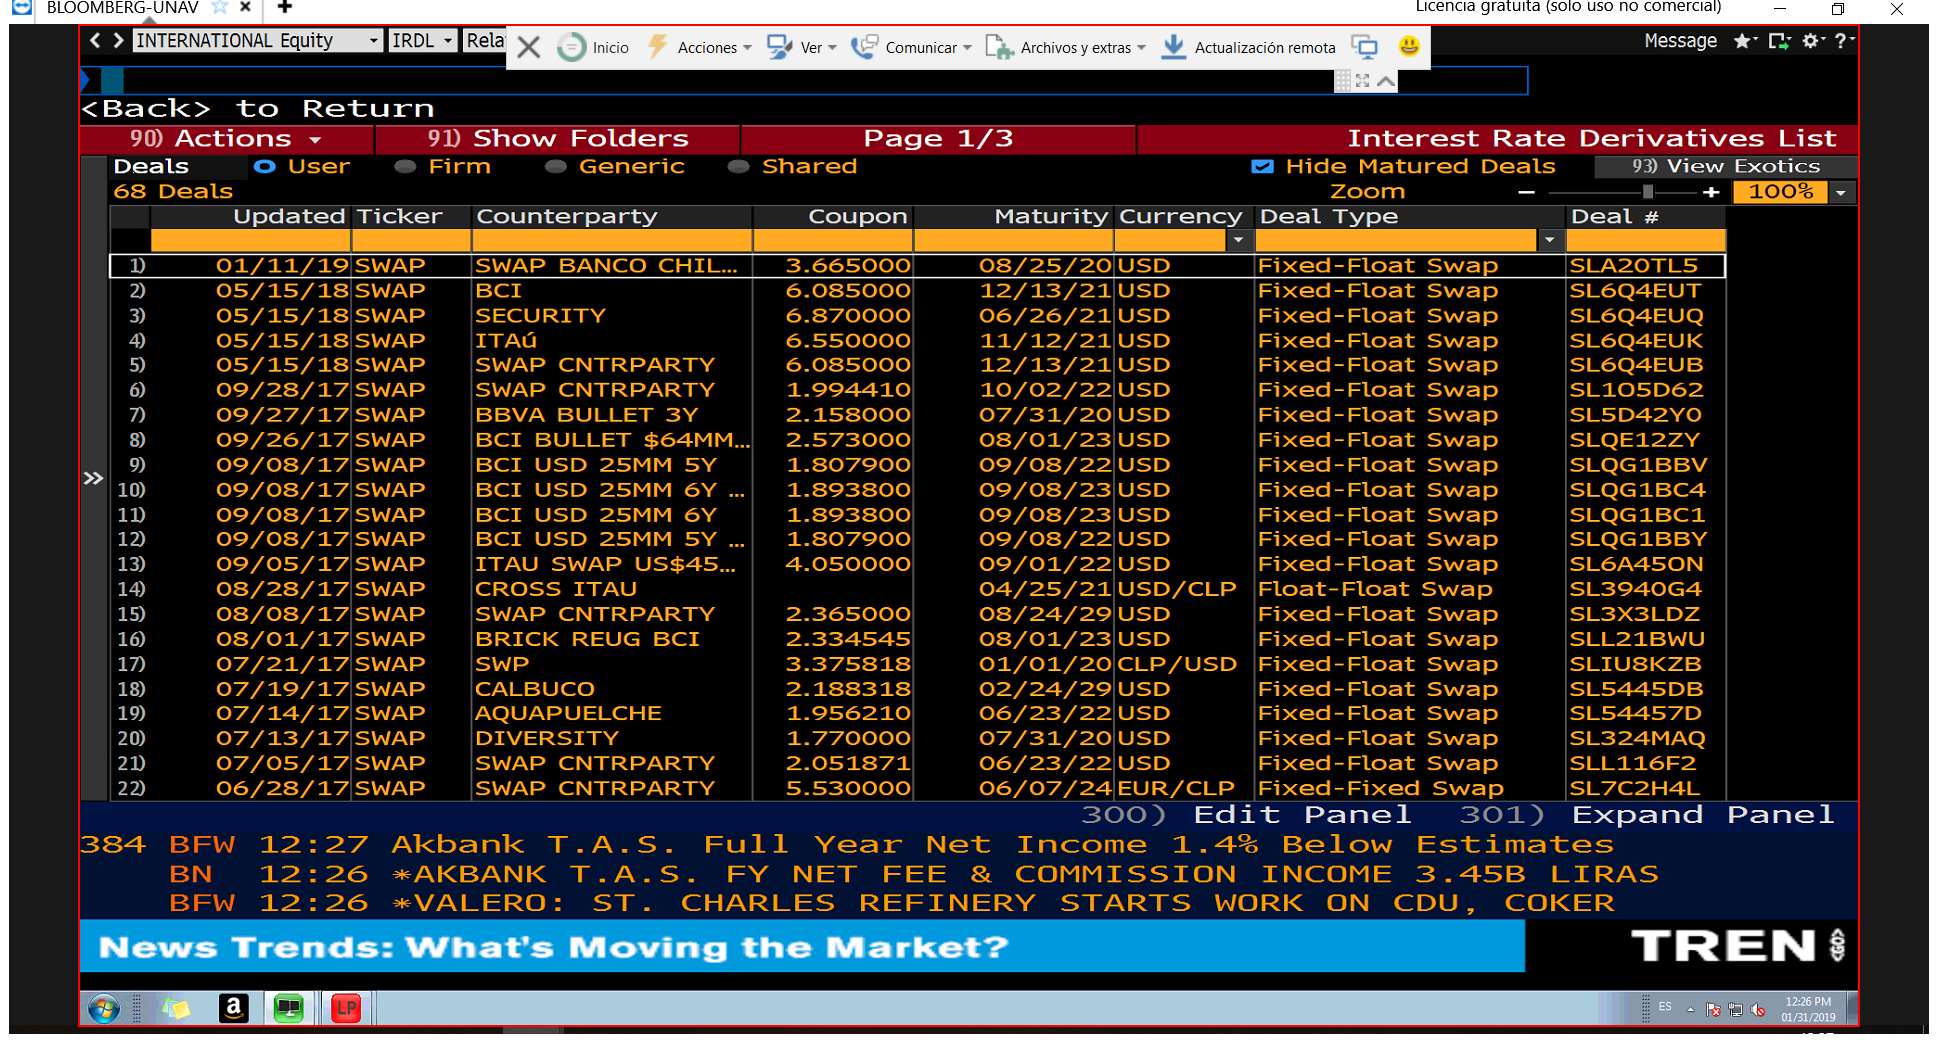 BLOOMBERG-UNAV
Licencia gratuita (solo uso no comercial)
INTERNATIONAL Equity IRDL Rela
Inicio Acciones Ver Comunicar Archivos y extras Actualización remota
Message
<Back> to Return
90) Actions 91) Show Folders Page 1/3 Interest Rate Derivatives List
Deals User Firm Generic Shared Hide Matured Deals 93) View Exotics
68 Deals Zoom 100%
Updated Ticker Counterparty Coupon Maturity Currency Deal Type Deal #
1) 01/11/19 SWAP SWAP BANCO CHIL... 3.665000 08/25/20 USD Fixed-Float Swap SLA20TL5
2) 05/15/18 SWAP BCI 6.085000 12/13/21 USD Fixed-Float Swap SL6Q4EUT
3) 05/15/18 SWAP SECURITY 6.870000 06/26/21 USD Fixed-Float Swap SL6Q4EUQ
4) 05/15/18 SWAP ITAú 6.550000 11/12/21 USD Fixed-Float Swap SL6Q4EUK
5) 05/15/18 SWAP SWAP CNTRPARTY 6.085000 12/13/21 USD Fixed-Float Swap SL6Q4EUB
6) 09/28/17 SWAP SWAP CNTRPARTY 1.994410 10/02/22 USD Fixed-Float Swap SL1O5D62
7) 09/27/17 SWAP BBVA BULLET 3Y 2.158000 07/31/20 USD Fixed-Float Swap SL5D42Y0
8) 09/26/17 SWAP BCI BULLET $64MM... 2.573000 08/01/23 USD Fixed-Float Swap SLQE12ZY
9) 09/08/17 SWAP BCI USD 25MM 5Y 1.807900 09/08/22 USD Fixed-Float Swap SLQG1BBV
10) 09/08/17 SWAP BCI USD 25MM 6Y ... 1.893800 09/08/23 USD Fixed-Float Swap SLQG1BC4
11) 09/08/17 SWAP BCI USD 25MM 6Y 1.893800 09/08/23 USD Fixed-Float Swap SLQG1BC1
12) 09/08/17 SWAP BCI USD 25MM 5Y ... 1.807900 09/08/22 USD Fixed-Float Swap SLQG1BBY
13) 09/05/17 SWAP ITAU SWAP US$45... 4.050000 09/01/22 USD Fixed-Float Swap SL6A45ON
14) 08/28/17 SWAP CROSS ITAU 04/25/21 USD/CLP Float-Float Swap SL3940G4
15) 08/08/17 SWAP SWAP CNTRPARTY 2.365000 08/24/29 USD Fixed-Float Swap SL3X3LDZ
16) 08/01/17 SWAP BRICK REUG BCI 2.334545 08/01/23 USD Fixed-Float Swap SLL21BWU
17) 07/21/17 SWAP SWP 3.375818 01/01/20 CLP/USD Fixed-Float Swap SLIU8KZB
18) 07/19/17 SWAP CALBUCO 2.188318 02/24/29 USD Fixed-Float Swap SL5445DB
19) 07/14/17 SWAP AQUAPUELCHE 1.956210 06/23/22 USD Fixed-Float Swap SL54457D
20) 07/13/17 SWAP DIVERSITY 1.770000 07/31/20 USD Fixed-Float Swap SL324MAQ
21) 07/05/17 SWAP SWAP CNTRPARTY 2.051871 06/23/22 USD Fixed-Float Swap SLL116F2
22) 06/28/17 SWAP SWAP CNTRPARTY 5.530000 06/07/24 EUR/CLP Fixed-Fixed Swap SL7C2H4L
300) Edit Panel 301) Expand Panel
384 BFW 12:27 Akbank T.A.S. Full Year Net Income 1.4% Below Estimates
BN 12:26 *AKBANK T.A.S. FY NET FEE & COMMISSION INCOME 3.45B LIRAS
BFW 12:26 *VALERO: ST. CHARLES REFINERY STARTS WORK ON CDU, COKER
News Trends: What's Moving the Market? TREN GO
a LP ES 12:26 PM
01/31/2019